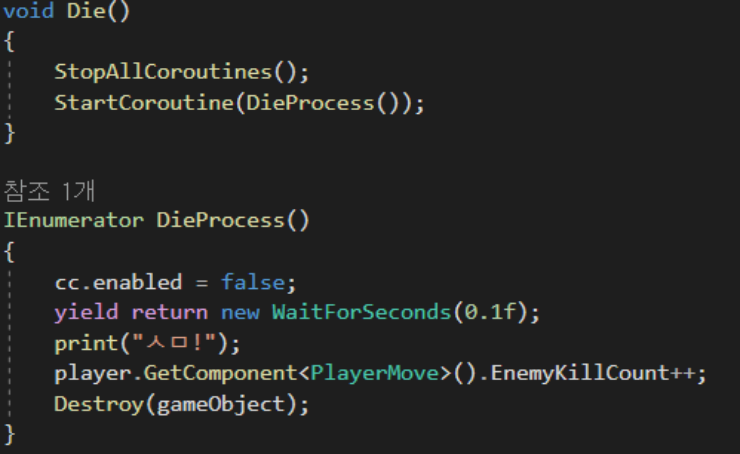 void Die()
{
    StopAllCoroutines();
    StartCoroutine(DieProcess());
}
참조 1개
IEnumerator DieProcess()
{
    cc.enabled = false;
    yield return new WaitForSeconds(0.1f);
    print("ㅅㅁ!");
    player.GetComponent<PlayerMove>().EnemyKillCount++;
    Destroy(gameObject);
}